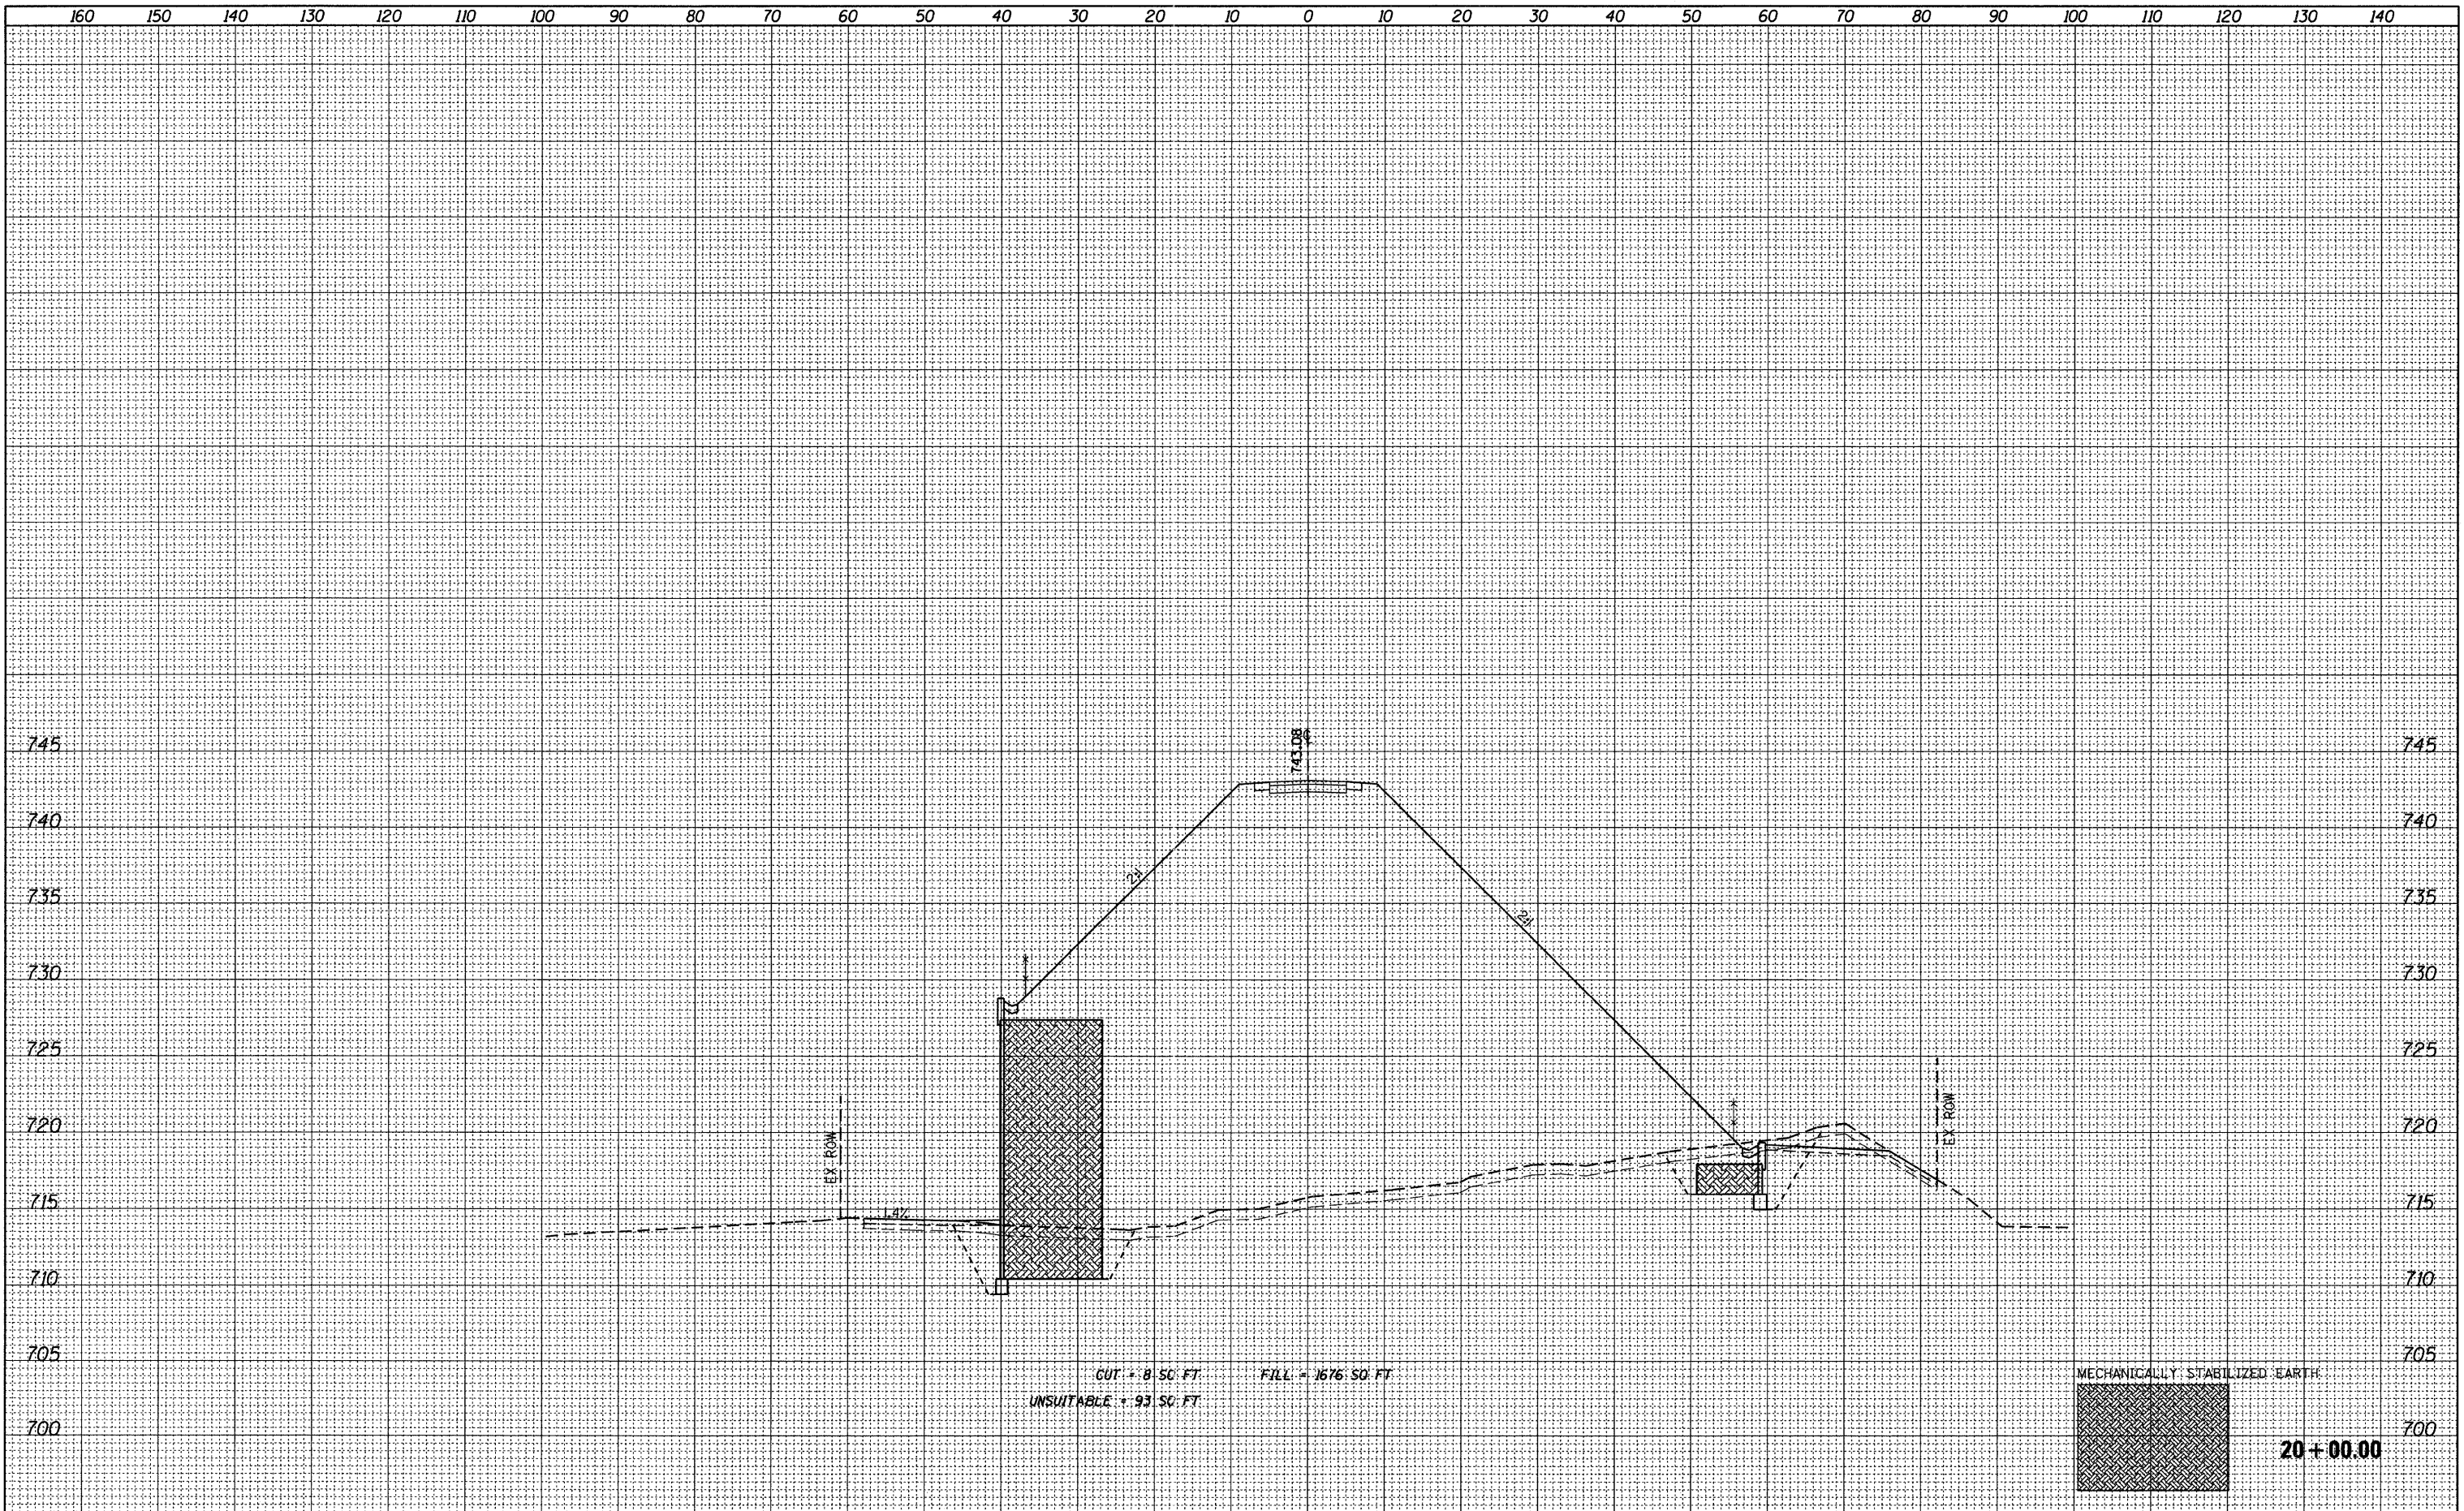 160 150 140 130 120 110 100 90 80 70 60 50 40 30 20 10 0 10 20 30 40 50 60 70 80 90 100 110 120 130 140
743.08
℄
745 745
740 740
2:1
735 735
2:1
730 730
725 725
720 720
EX ROW
EX ROW
715 715
1.4%
710 710
705 705
CUT = 8 SQ FT FILL = 1676 SQ FT
MECHANICALLY STABILIZED EARTH
UNSUITABLE = 93 SQ FT
700 700
20+00.00